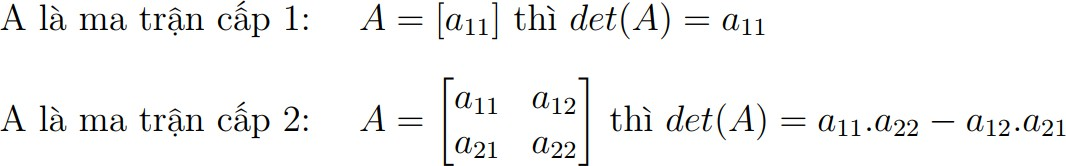 A là ma trận cấp 1: A = [a₁₁] thì det(A) = a₁₁
A là ma trận cấp 2: A = [a₁₁ a₁₂
a₂₁ a₂₂] thì det(A) = a₁₁.a₂₂ − a₁₂.a₂₁